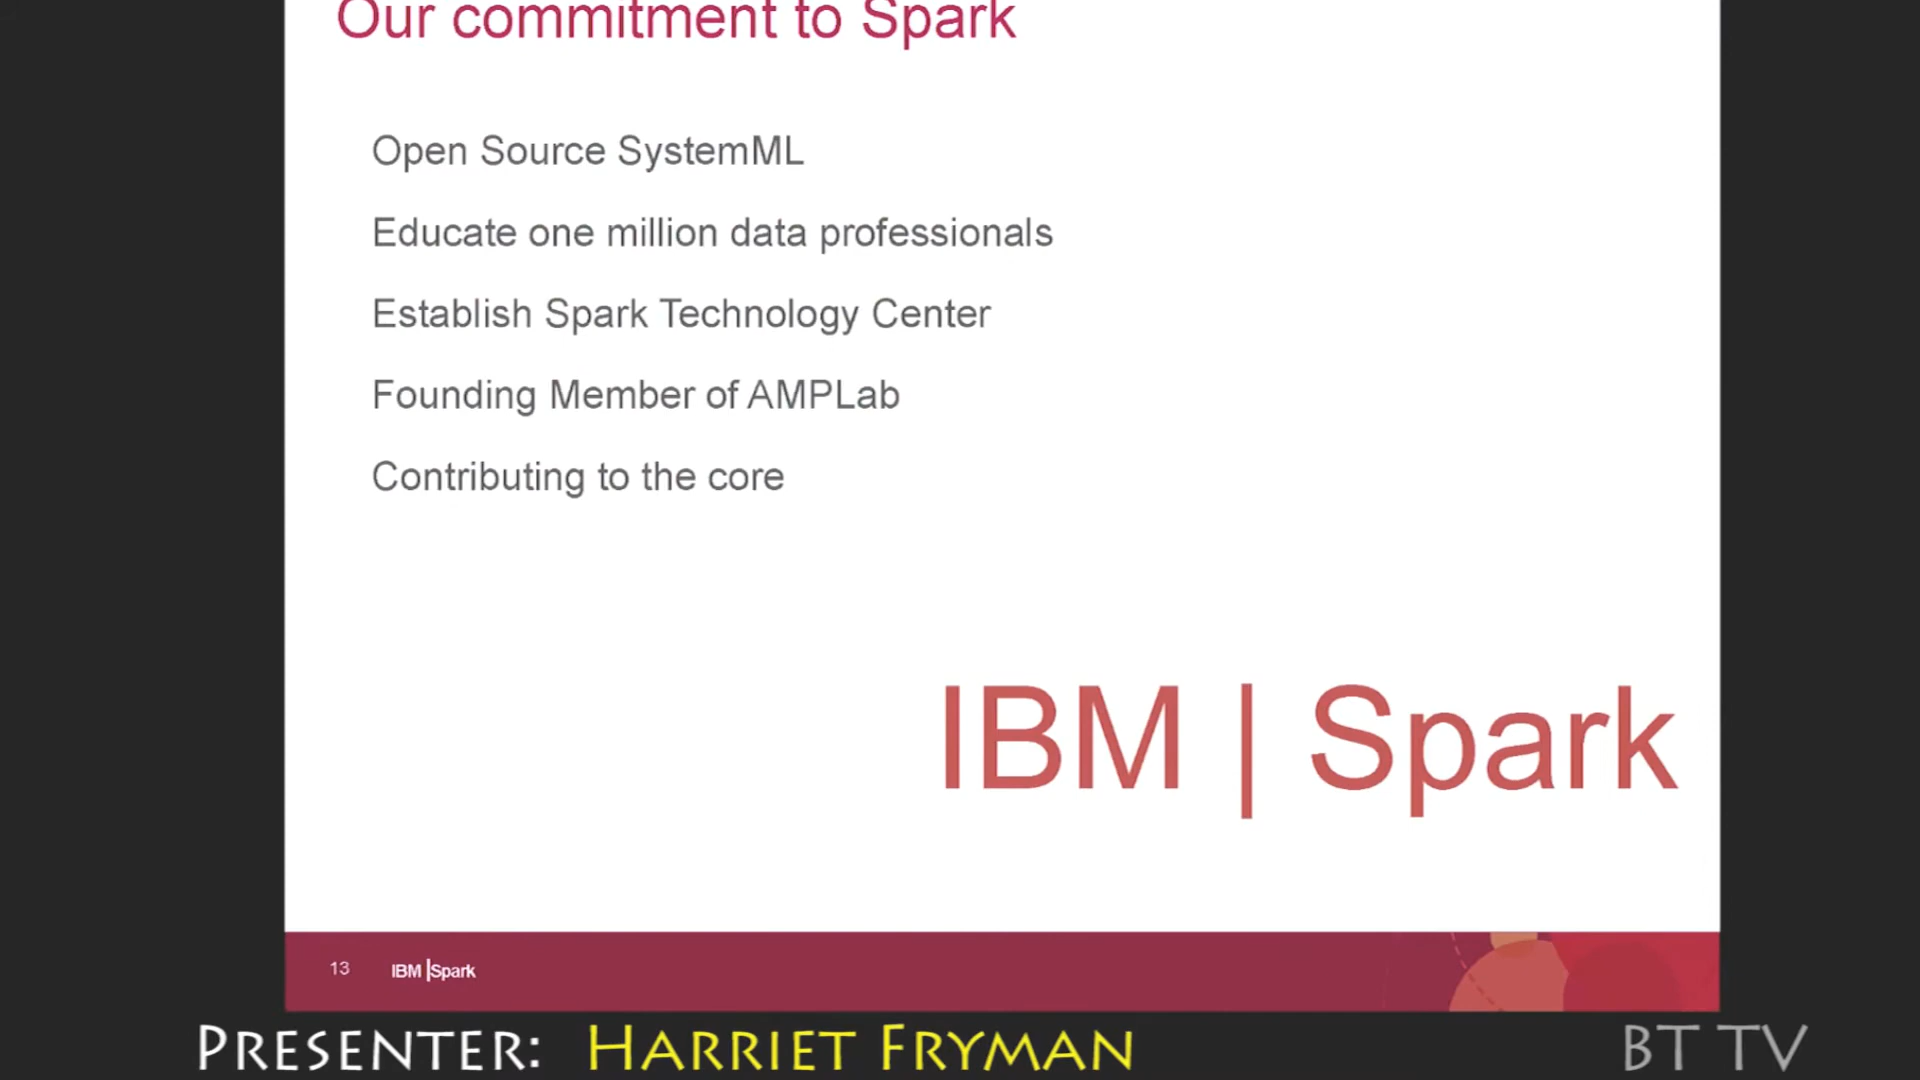 Our commitment to Spark
Open Source SystemML
Educate one million data professionals
Establish Spark Technology Center
Founding Member of AMPLab
Contributing to the core
IBM | Spark
13 IBM | Spark
PRESENTER: HARRIET FRYMAN BT TV